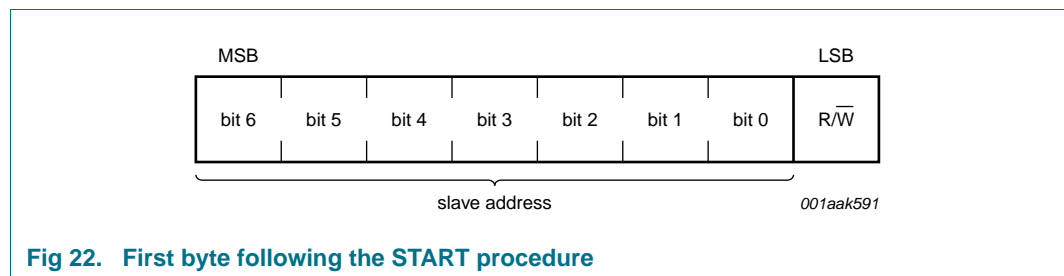 MSB LSB
bit 6 bit 5 bit 4 bit 3 bit 2 bit 1 bit 0 R/W̅
slave address 001aak591
Fig 22. First byte following the START procedure